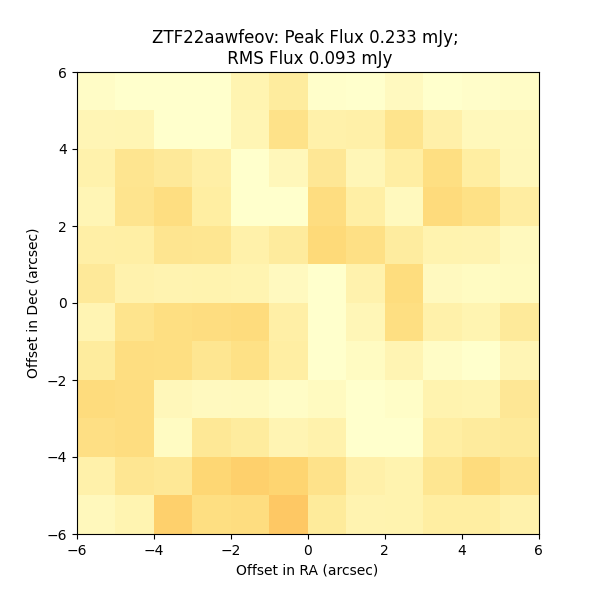 ZTF22aawfeov: Peak Flux 0.233 mJy;
RMS Flux 0.093 mJy
6
4
2
0
−2
−4
−6
Offset in Dec (arcsec)
−6 −4 −2 0 2 4 6
Offset in RA (arcsec)